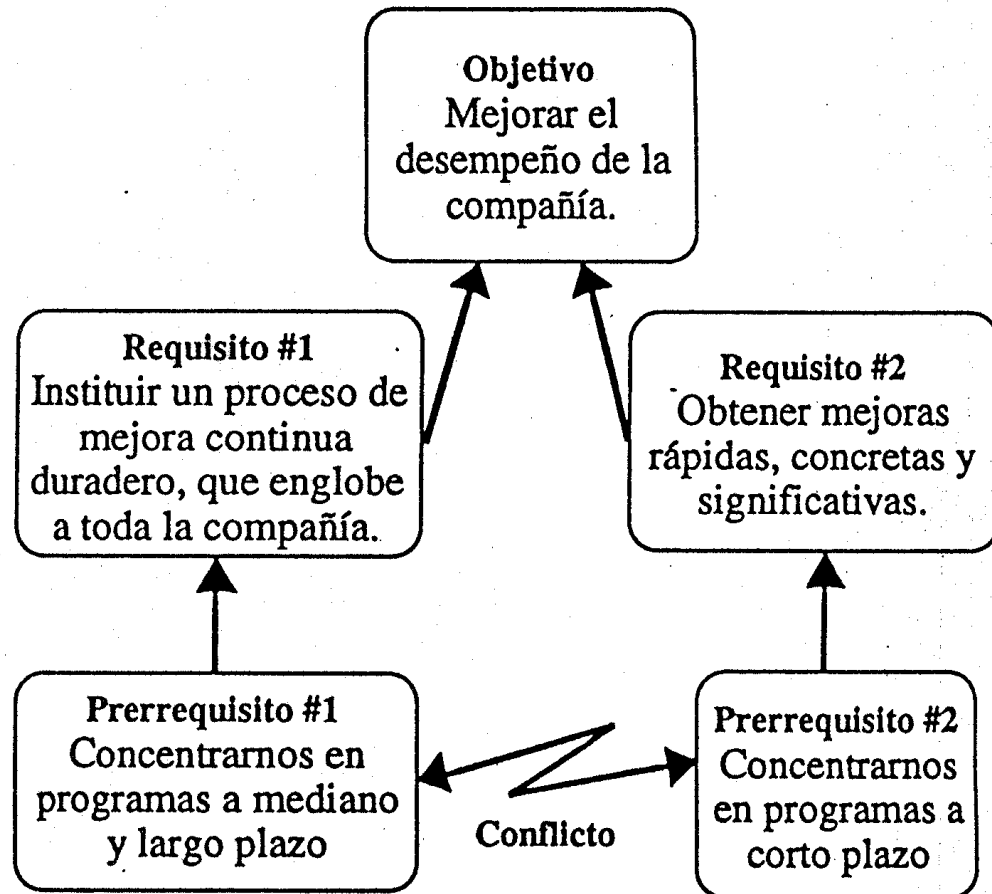 Objetivo
Mejorar el
desempeño de la
compañía.
Requisito #1
Instituir un proceso de
mejora continua
duradero, que englobe
a toda la compañía.
Requisito #2
Obtener mejoras
rápidas, concretas y
significativas.
Prerrequisito #1
Concentrarnos en
programas a mediano
y largo plazo
Conflicto
Prerrequisito #2
Concentrarnos
en programas a
corto plazo